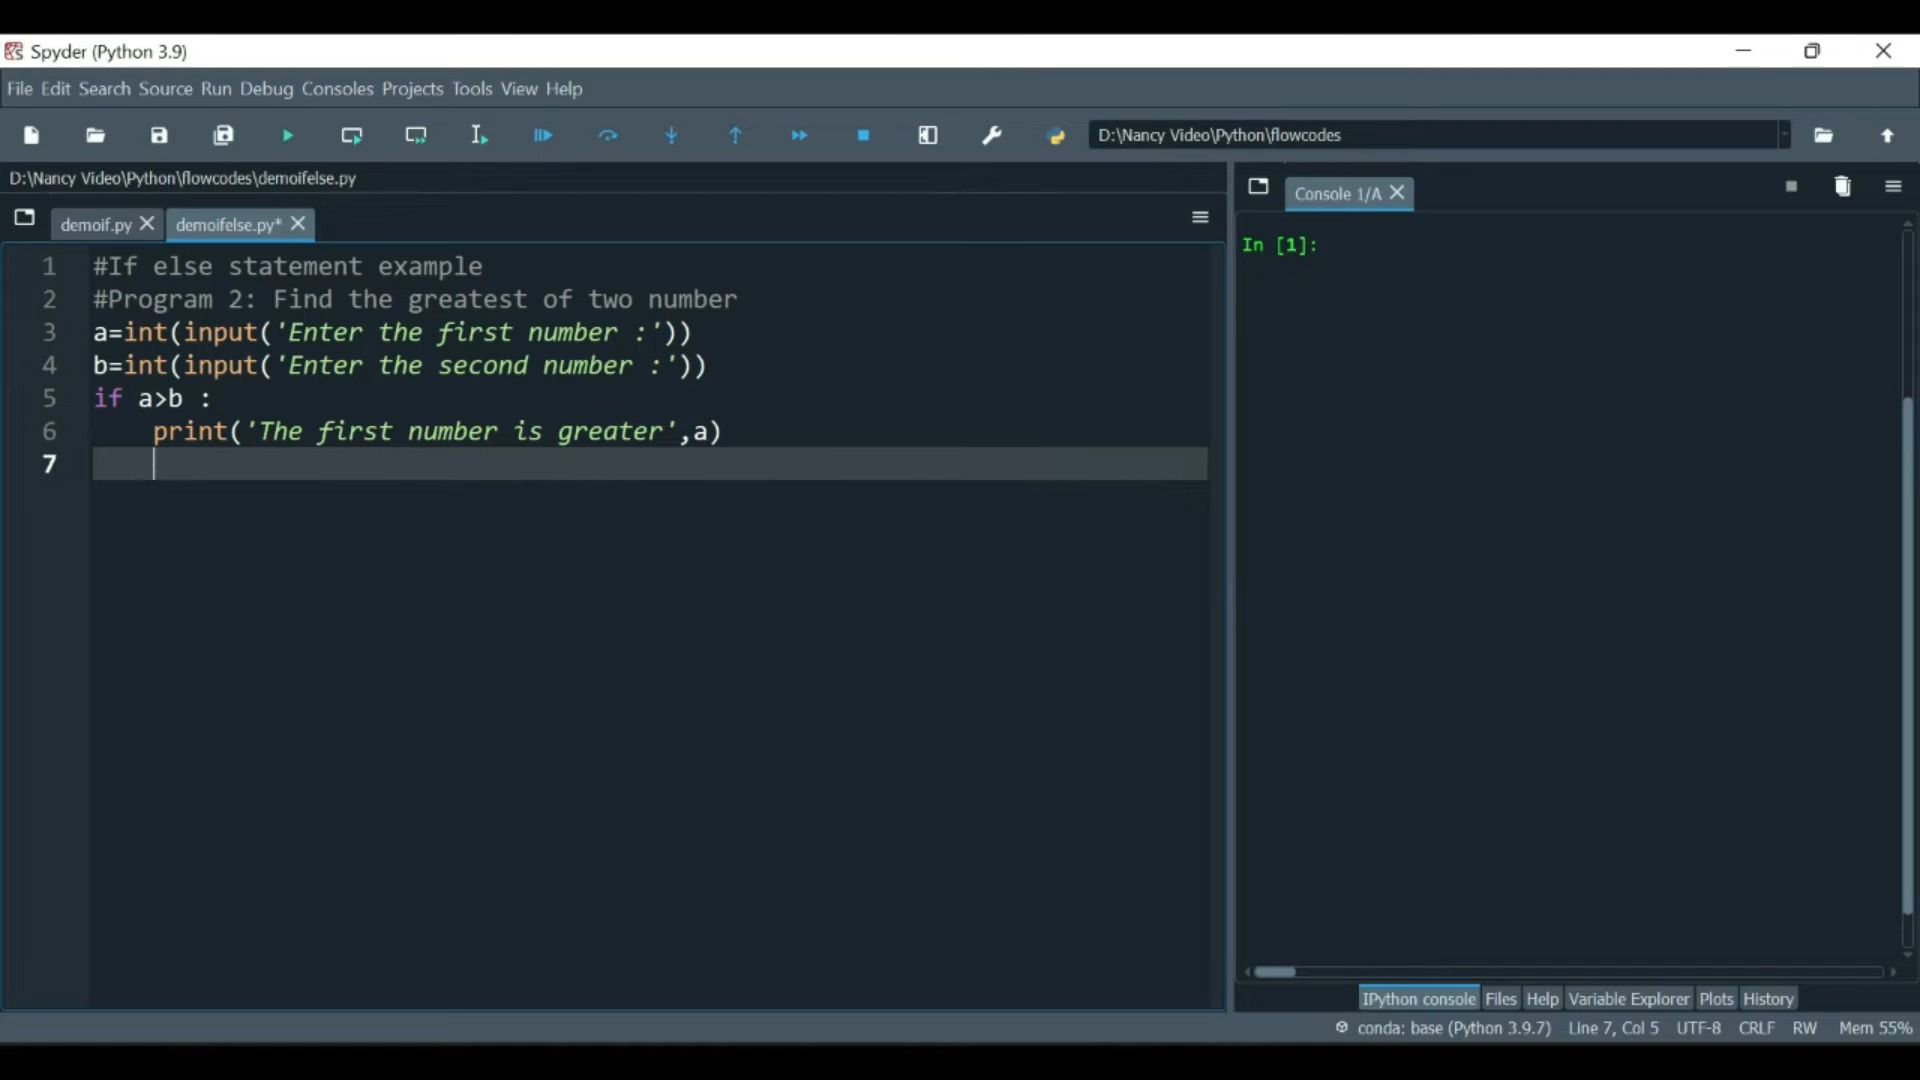 Spyder (Python 3.9)
File Edit Search Source Run Debug Consoles Projects Tools View Help
D:\Nancy Video\Python\flowcodes
D:\Nancy Video\Python\flowcodes\demoifelse.py
demoif.py demoifelse.py*
1 #If else statement example
2 #Program 2: Find the greatest of two number
3 a=int(input('Enter the first number :'))
4 b=int(input('Enter the second number :'))
5 if a>b :
6 print('The first number is greater',a)
7
Console 1/A
In [1]:
IPython console Files Help Variable Explorer Plots History
conda: base (Python 3.9.7) Line 7, Col 5 UTF-8 CRLF RW Mem 55%